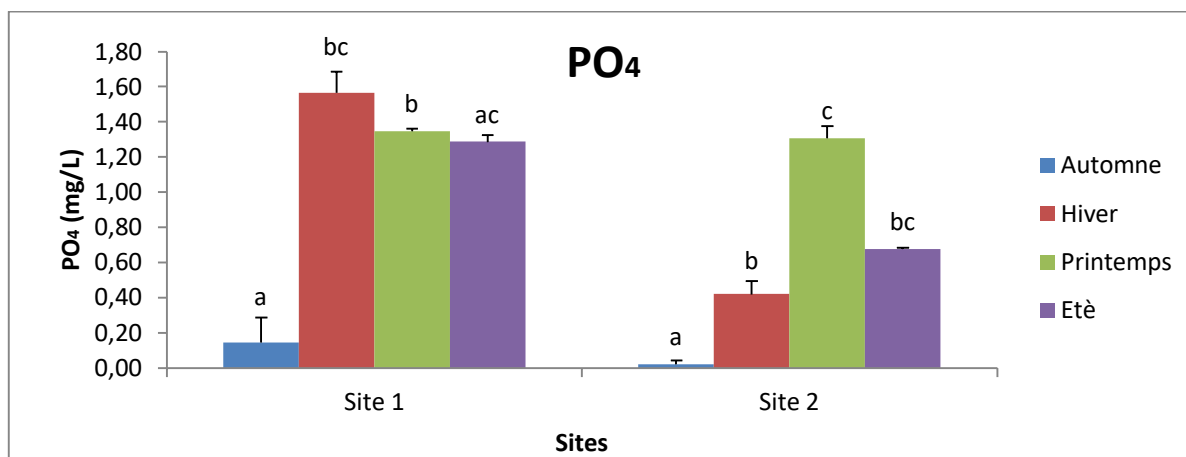 PO₄
PO₄ (mg/L)
1,80
1,60
1,40
1,20
1,00
0,80
0,60
0,40
0,20
0,00
a
bc
b
ac
a
b
c
bc
Site 1
Site 2
Sites
Automne
Hiver
Printemps
Etè